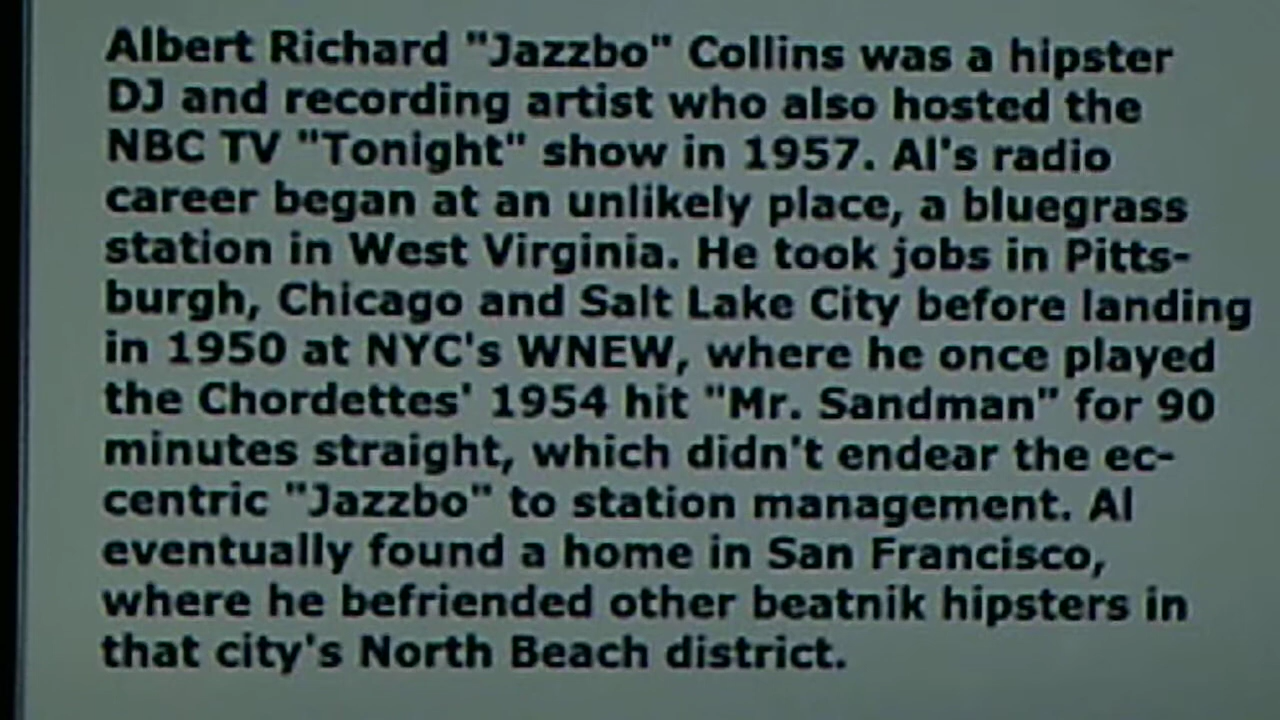 Albert Richard "Jazzbo" Collins was a hipster
DJ and recording artist who also hosted the
NBC TV "Tonight" show in 1957. Al's radio
career began at an unlikely place, a bluegrass
station in West Virginia. He took jobs in Pitts-
burgh, Chicago and Salt Lake City before landing
in 1950 at NYC's WNEW, where he once played
the Chordettes' 1954 hit "Mr. Sandman" for 90
minutes straight, which didn't endear the ec-
centric "Jazzbo" to station management. Al
eventually found a home in San Francisco,
where he befriended other beatnik hipsters in
that city's North Beach district.